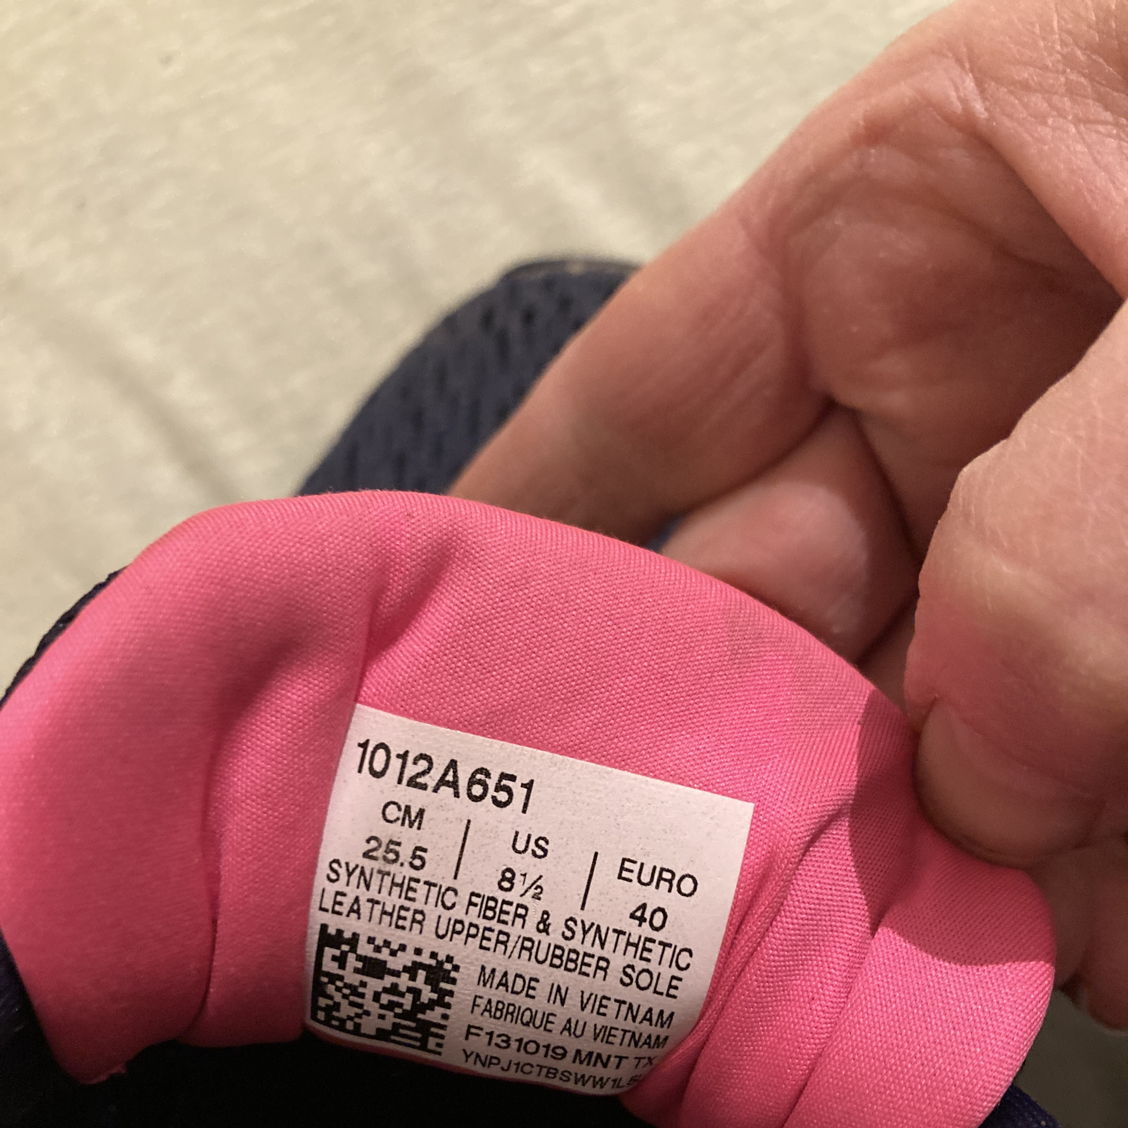 1012A651
CM | US | EURO
25.5 | 8½ | 40
SYNTHETIC FIBER & SYNTHETIC
LEATHER UPPER/RUBBER SOLE
MADE IN VIETNAM
FABRIQUE AU VIETNAM
F131019 MNT TX